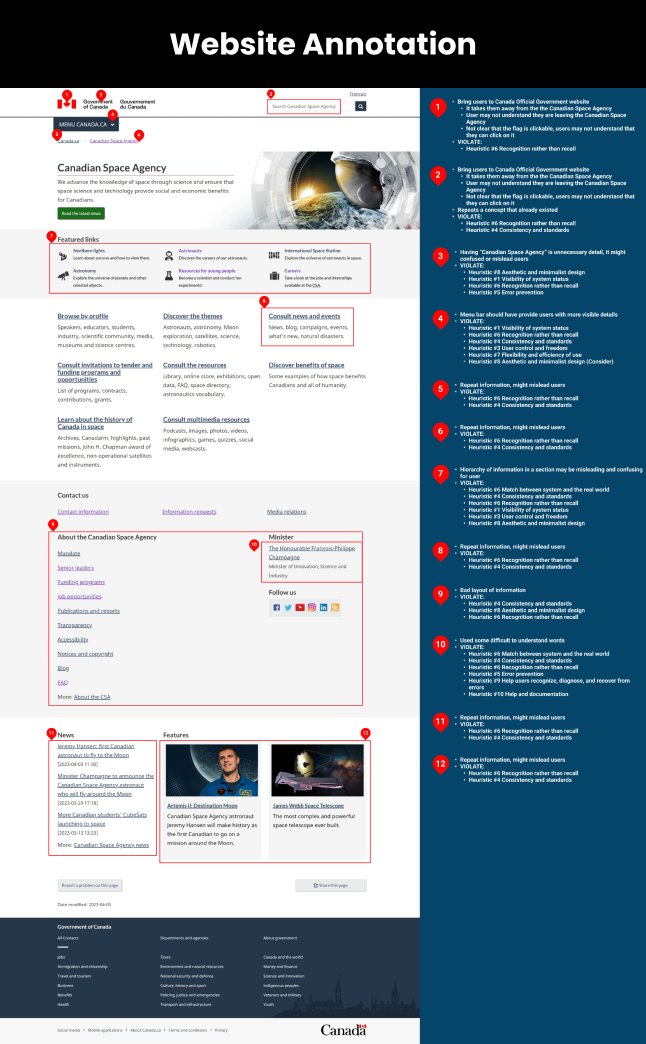 Website Annotation
1
2
Government
of Canada
Gouvernement
du Canada
3
Français
Search Canadian Space Agency
4
MENU CANADA.CA
5
6
Canada.ca
Canadian Space Agency
Canadian Space Agency
We advance the knowledge of space through science and ensure that
space science and technology provide social and economic benefits
for Canadians.
Read the latest news
7
Featured links
Northern lights
Learn about auroras and how to view them.
Astronauts
Discover the careers of our astronauts.
International Space Station
Explore the universe of astronauts in space.
Astronomy
Explore the universe of planets and other
celestial objects.
Resources for young people
Become a scientist and conduct fun
experiments!
Careers
Take a look at the jobs and internships
available at the CSA.
8
Browse by profile
Speakers, educators, students,
industry, scientific community, media,
museums and science centres.
Discover the themes
Astronauts, astronomy, Moon
exploration, satellites, science,
technology, robotics.
Consult news and events
News, blog, campaigns, events,
what's new, natural disasters.
Consult invitations to tender and
funding programs and
opportunities
List of programs, contracts,
contributions, grants.
Consult the resources
Library, online store, exhibitions, open
data, FAQ, space directory,
astronautics vocabulary.
Discover benefits of space
Some examples of how space benefits
Canadians and all of humanity.
Learn about the history of
Canada in space
Archives, Canadarm, highlights, past
missions, John H. Chapman award of
excellence, non-operational satellites
and instruments.
Consult multimedia resources
Podcasts, images, photos, videos,
infographics, games, quizzes, social
media, webcasts.
Contact us
Contact information
Information requests
Media relations
9
About the Canadian Space Agency
Mandate
Senior leaders
Funding programs
Job opportunities
Publications and reports
Transparency
Accessibility
Notices and copyright
Blog
FAQ
More: About the CSA
10
Minister
The Honourable François-Philippe
Champagne
Minister of Innovation, Science and
Industry
Follow us
11
News
Jeremy Hansen: first Canadian
astronaut to fly to the Moon
[2023-04-03 11:30]
Minister Champagne to announce the
Canadian Space Agency astronaut
who will fly around the Moon
[2023-03-29 17:18]
More Canadian students' CubeSats
launching to space
[2023-03-13 13:23]
More: Canadian Space Agency news
12
Features
Artemis II: Destination Moon
Canadian Space Agency astronaut
Jeremy Hansen will make history as
the first Canadian to go on a
mission around the Moon.
James Webb Space Telescope
The most complex and powerful
space telescope ever built.
Report a problem on this page
Share this page
Date modified: 2023-04-05
Government of Canada
All Contacts
Departments and agencies
About government
Jobs
Taxes
Canada and the world
Immigration and citizenship
Environment and natural resources
Money and finance
Travel and tourism
National security and defence
Science and innovation
Business
Culture, history and sport
Indigenous peoples
Benefits
Policing, justice and emergencies
Veterans and military
Health
Transport and infrastructure
Youth
Social media • Mobile applications • About Canada.ca • Terms and conditions • Privacy
Canada
1
• Bring users to Canada Official Government website
• It takes them away from the the Canadian Space Agency
• User may not understand they are leaving the Canadian Space
Agency
• Not clear that the flag is clickable, users may not understand that
they can click on it
• VIOLATE:
• Heuristic #6 Recognition rather than recall
2
• Bring users to Canada Official Government website
• It takes them away from the the Canadian Space Agency
• User may not understand they are leaving the Canadian Space
Agency
• Not clear that the flag is clickable, users may not understand that
they can click on it
• Repeats a concept that already existed
• VIOLATE:
• Heuristic #6 Recognition rather than recall
• Heuristic #4 Consistency and standards
3
• Having "Canadian Space Agency" is unnecessary detail, it might
confused or mislead users
• VIOLATE:
• Heuristic #8 Aesthetic and minimalist design
• Heuristic #1 Visibility of system status
• Heuristic #6 Recognition rather than recall
• Heuristic #5 Error prevention
4
• Menu bar should have provide users with more visible details
• VIOLATE:
• Heuristic #1 Visibility of system status
• Heuristic #6 Recognition rather than recall
• Heuristic #4 Consistency and standards
• Heuristic #3 User control and freedom
• Heuristic #7 Flexibility and efficiency of use
• Heuristic #8 Aesthetic and minimalist design (Consider)
5
• Repeat information, might mislead users
• VIOLATE:
• Heuristic #6 Recognition rather than recall
• Heuristic #4 Consistency and standards
6
• Repeat information, might mislead users
• VIOLATE:
• Heuristic #6 Recognition rather than recall
• Heuristic #4 Consistency and standards
7
• Hierarchy of information in a section may be misleading and confusing
for user
• VIOLATE:
• Heuristic #6 Match between system and the real world
• Heuristic #4 Consistency and standards
• Heuristic #6 Recognition rather than recall
• Heuristic #1 Visibility of system status
• Heuristic #3 User control and freedom
• Heuristic #8 Aesthetic and minimalist design
8
• Repeat information, might mislead users
• VIOLATE:
• Heuristic #6 Recognition rather than recall
• Heuristic #4 Consistency and standards
9
• Bad layout of information
• VIOLATE:
• Heuristic #4 Consistency and standards
• Heuristic #8 Aesthetic and minimalist design
• Heuristic #6 Recognition rather than recall
10
• Used some difficult to understand words
• VIOLATE:
• Heuristic #6 Match between system and the real world
• Heuristic #4 Consistency and standards
• Heuristic #6 Recognition rather than recall
• Heuristic #5 Error prevention
• Heuristic #9 Help users recognize, diagnose, and recover from
errors
• Heuristic #10 Help and documentation
11
• Repeat information, might mislead users
• VIOLATE:
• Heuristic #6 Recognition rather than recall
• Heuristic #4 Consistency and standards
12
• Repeat information, might mislead users
• VIOLATE:
• Heuristic #6 Recognition rather than recall
• Heuristic #4 Consistency and standards